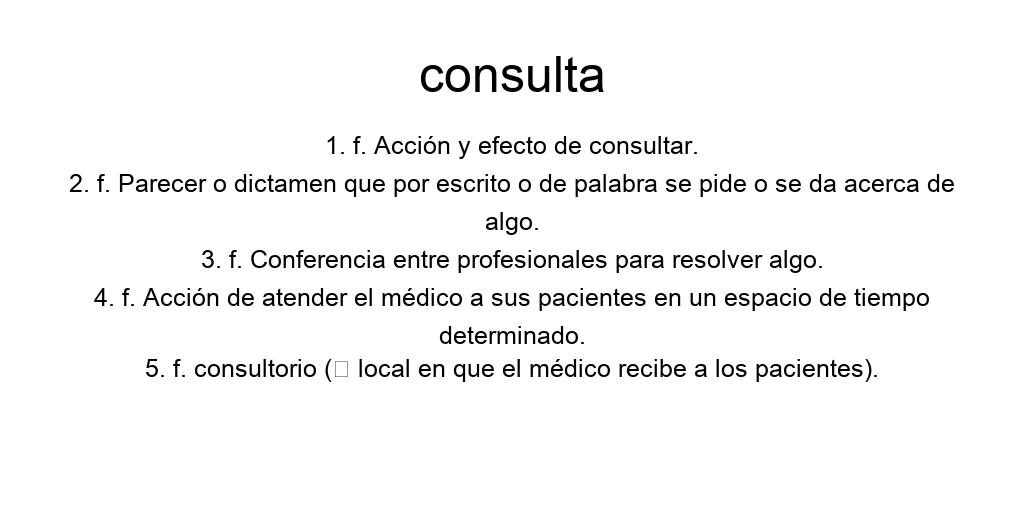 consulta
1. f. Acción y efecto de consultar.
2. f. Parecer o dictamen que por escrito o de palabra se pide o se da acerca de
algo.
3. f. Conferencia entre profesionales para resolver algo.
4. f. Acción de atender el médico a sus pacientes en un espacio de tiempo
determinado.
5. f. consultorio (□ local en que el médico recibe a los pacientes).